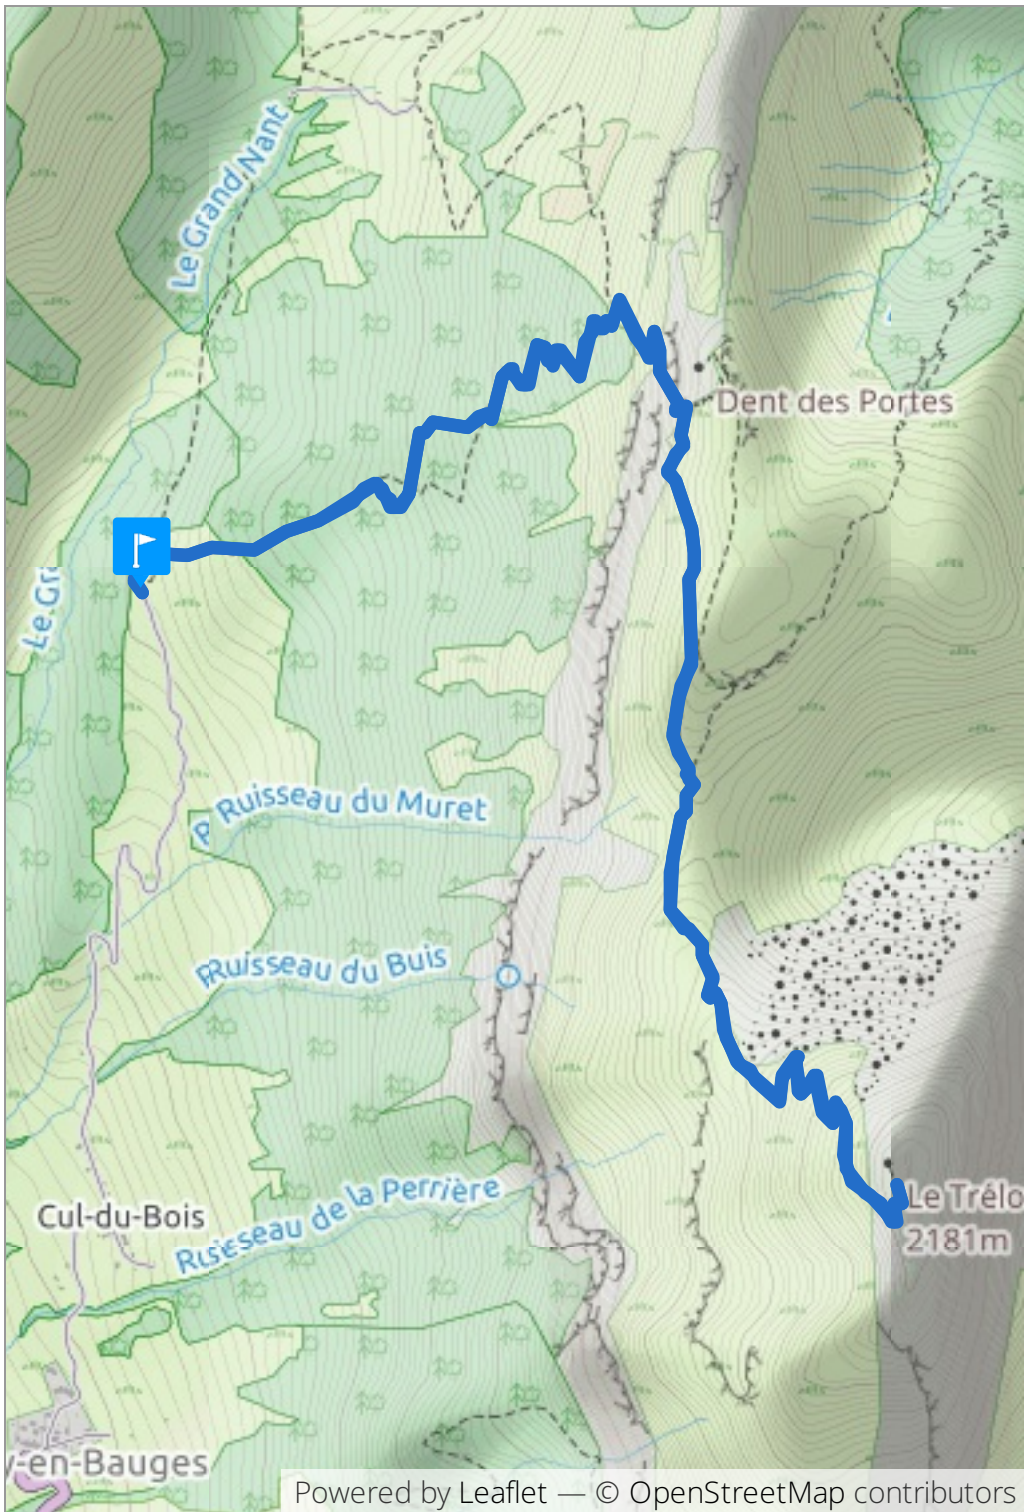 Le Grand Nant
Dent des Portes
Le Gr
Ruisseau du Muret
Ruisseau du Buis
Ruisseau de la Perrière
Cul-du-Bois
Le Trélo
2181m
y-en-Bauges
Powered by Leaflet — © OpenStreetMap contributors